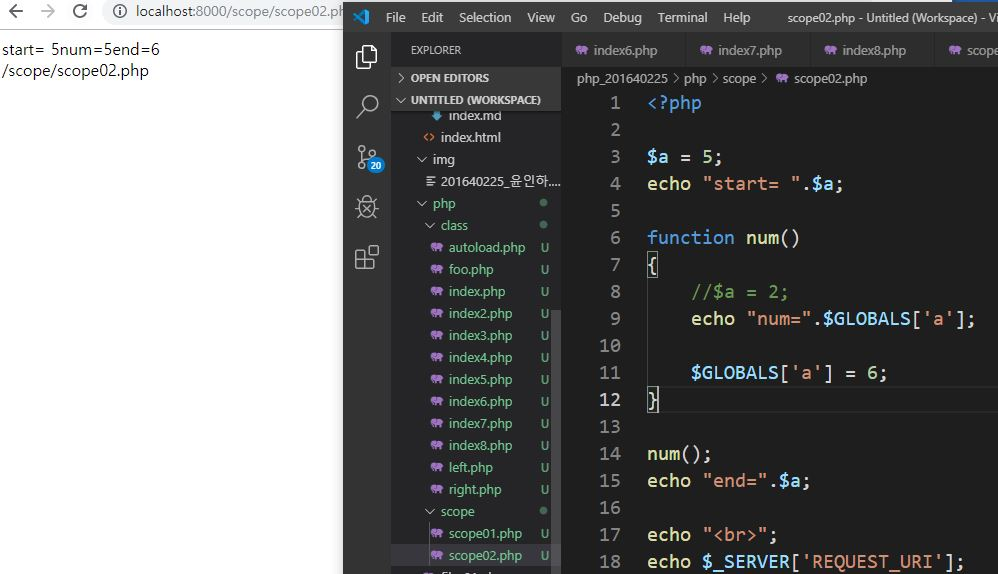 localhost:8000/scope/scope02.ph
start= 5num=5end=6
/scope/scope02.php
File Edit Selection View Go Debug Terminal Help scope02.php - Untitled (Workspace) - Vi
EXPLORER
OPEN EDITORS
UNTITLED (WORKSPACE)
index.md
index.html
img
201640225_윤인하....
php
class
autoload.php U
foo.php U
index.php U
index2.php U
index3.php U
index4.php U
index5.php U
index6.php U
index7.php U
index8.php U
left.php U
right.php U
scope
scope01.php U
scope02.php U
20
index6.php index7.php index8.php scope
php_201640225 > php > scope > scope02.php
1 <?php
2
3 $a = 5;
4 echo "start= ".$a;
5
6 function num()
7 {
8 //$a = 2;
9 echo "num=".$GLOBALS['a'];
10
11 $GLOBALS['a'] = 6;
12 }
13
14 num();
15 echo "end=".$a;
16
17 echo "<br>";
18 echo $_SERVER['REQUEST_URI'];